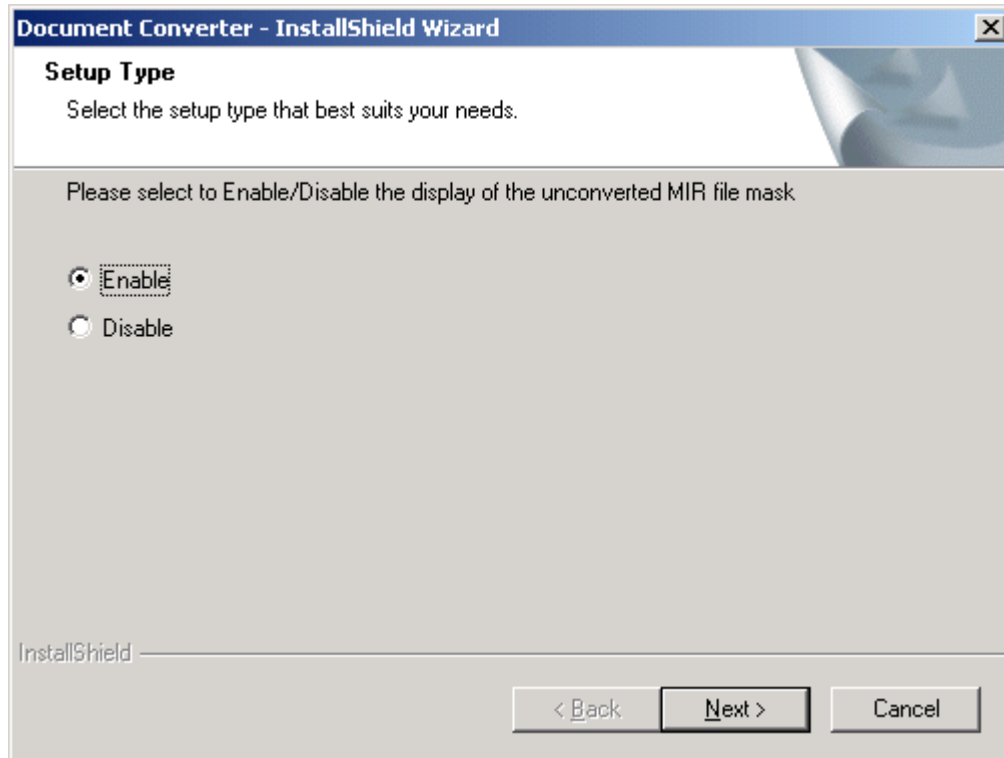 Document Converter - InstallShield Wizard
Setup Type
Select the setup type that best suits your needs.
Please select to Enable/Disable the display of the unconverted MIR file mask
Enable
Disable
InstallShield
< Back Next > Cancel